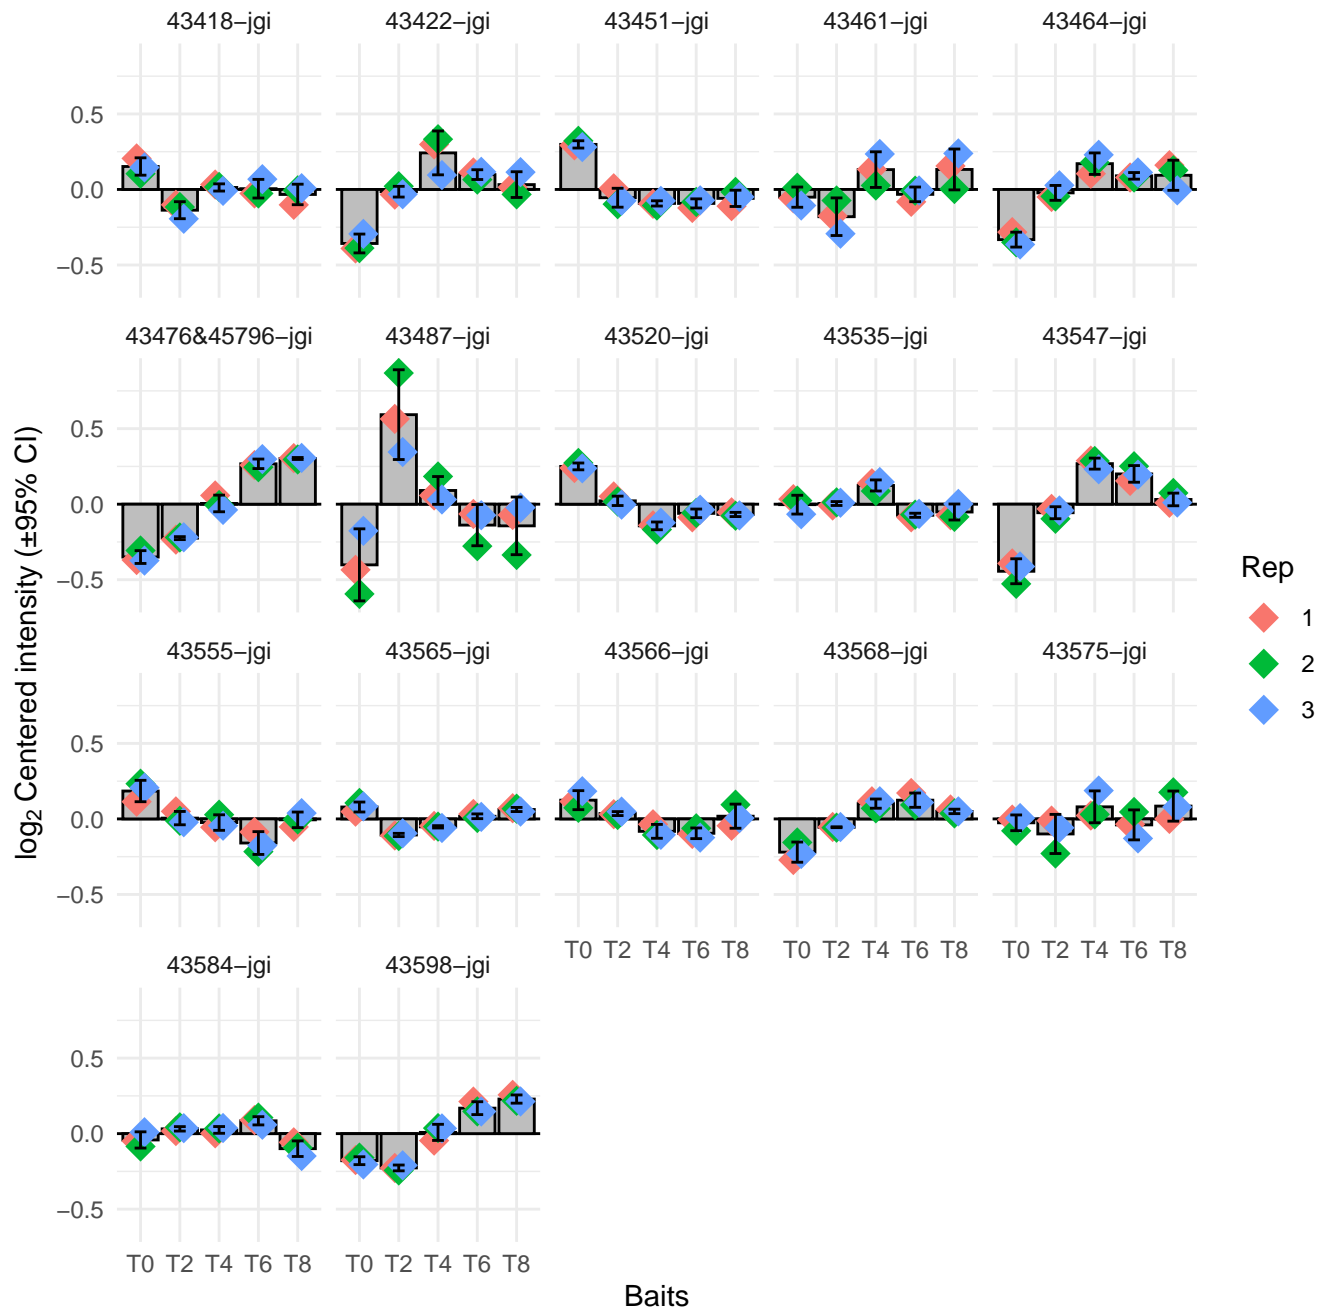 43418−jgi 43422−jgi 43451−jgi 43461−jgi 43464−jgi
0.5
0.0
−0.5
43476&45796−jgi 43487−jgi 43520−jgi 43535−jgi 43547−jgi
0.5
0.0
−0.5
43555−jgi 43565−jgi 43566−jgi 43568−jgi 43575−jgi
0.5
0.0
−0.5
T0 T2 T4 T6 T8 T0 T2 T4 T6 T8 T0 T2 T4 T6 T8
43584−jgi 43598−jgi
0.5
0.0
−0.5
T0 T2 T4 T6 T8 T0 T2 T4 T6 T8
Baits
log2 Centered intensity (±95% CI)
Rep
1
2
3